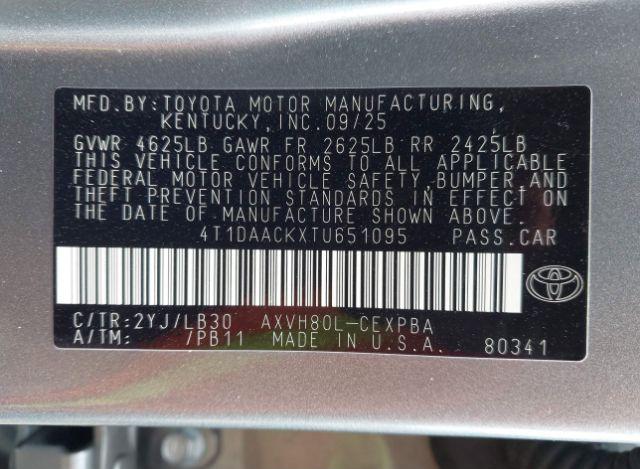 MFD. BY: TOYOTA MOTOR MANUFACTURING,
KENTUCKY, INC. 09/25
GVWR 4625LB GAWR FR 2625LB RR 2425LB
THIS VEHICLE CONFORMS TO ALL APPLICABLE
FEDERAL MOTOR VEHICLE SAFETY, BUMPER AND
THEFT PREVENTION STANDARDS IN EFFECT ON
THE DATE OF MANUFACTURE SHOWN ABOVE.
4T1DAACKXTU651095 PASS. CAR
C/TR: 2YJ/LB30 AXVH80L-CEXPBA
A/TM: /PB11 MADE IN U.S.A. 80341